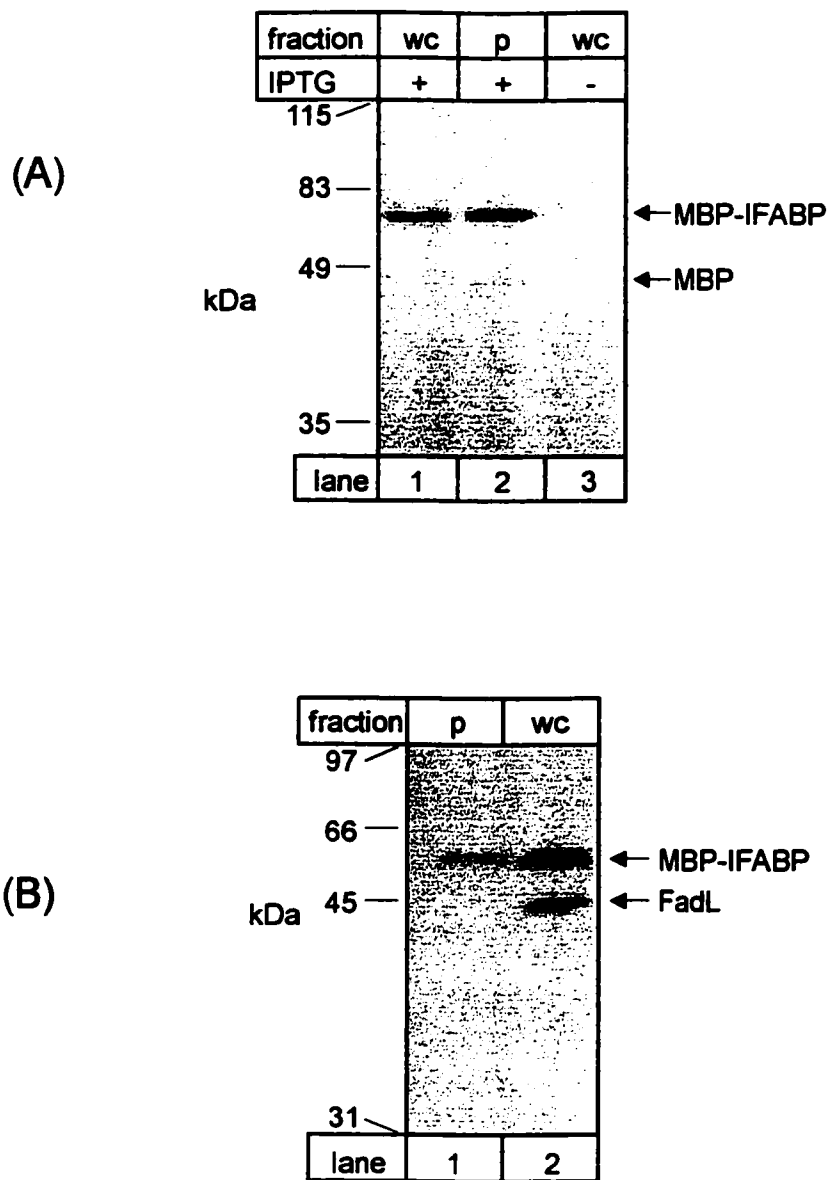 fraction wc p wc
IPTG + + -
115
(A)
83
MBP-IFABP
49
MBP
kDa
35
lane 1 2 3
fraction p wc
97
66
MBP-IFABP
(B)
45
FadL
kDa
31
lane 1 2